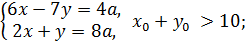 {6x − 7y = 4a,
2x + y = 8a,  x₀ + y₀ > 10;